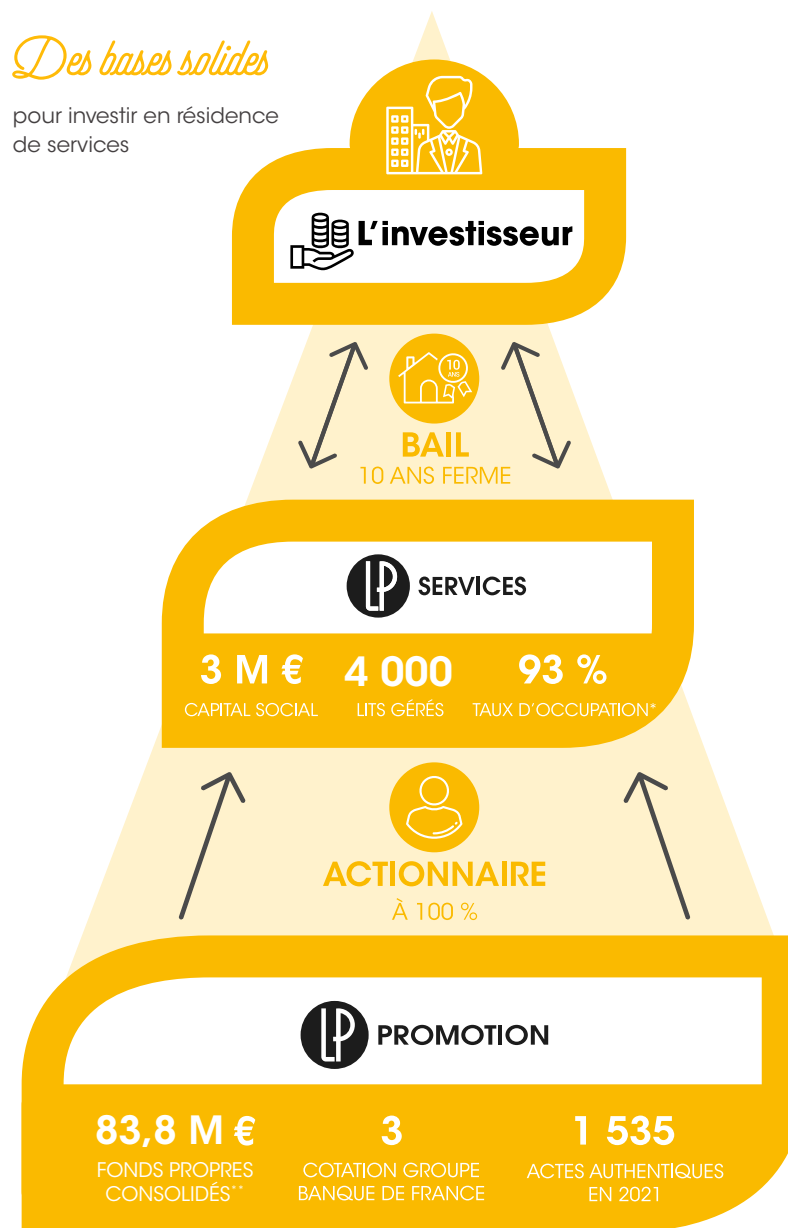 Des bases solides
pour investir en résidence
de services
L'investisseur
10
ANS
BAIL
10 ANS FERME
LP SERVICES
3 M € 4 000 93 %
CAPITAL SOCIAL LITS GÉRÉS TAUX D'OCCUPATION*
ACTIONNAIRE
À 100 %
LP PROMOTION
83,8 M € 3 1 535
FONDS PROPRES COTATION GROUPE ACTES AUTHENTIQUES
CONSOLIDÉS** BANQUE DE FRANCE EN 2021